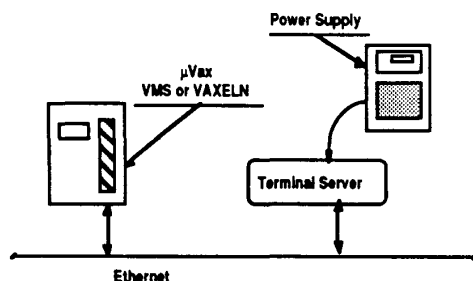 Power Supply
μVax
VMS or VAXELN
Terminal Server
Ethernet